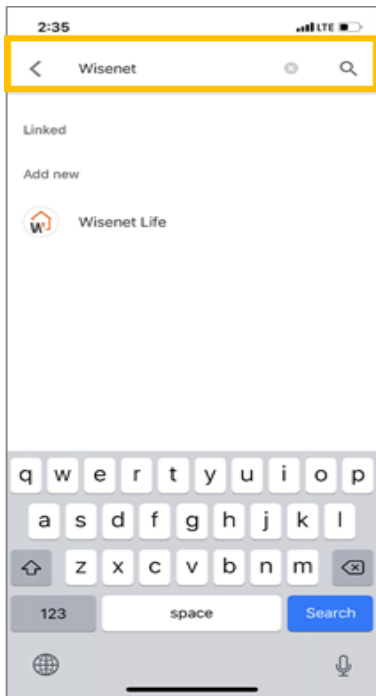 2:35 LTE
Wisenet
Linked
Add new
W Wisenet Life
q w e r t y u i o p
a s d f g h j k l
z x c v b n m
123 space Search